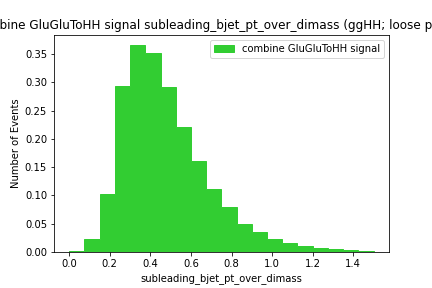 bine GluGluToHH signal subleading_bjet_pt_over_dimass (ggHH; loose p
combine GluGluToHH signal
0.35
0.30
0.25
0.20
0.15
0.10
0.05
0.00
Number of Events
0.0 0.2 0.4 0.6 0.8 1.0 1.2 1.4
subleading_bjet_pt_over_dimass